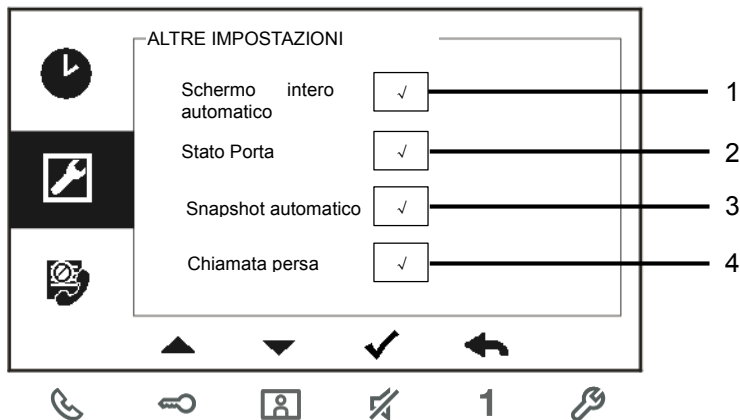 ALTRE IMPOSTAZIONI
Schermo intero
automatico
√
1
Stato Porta
√
2
Snapshot automatico
√
3
Chiamata persa
√
4
1